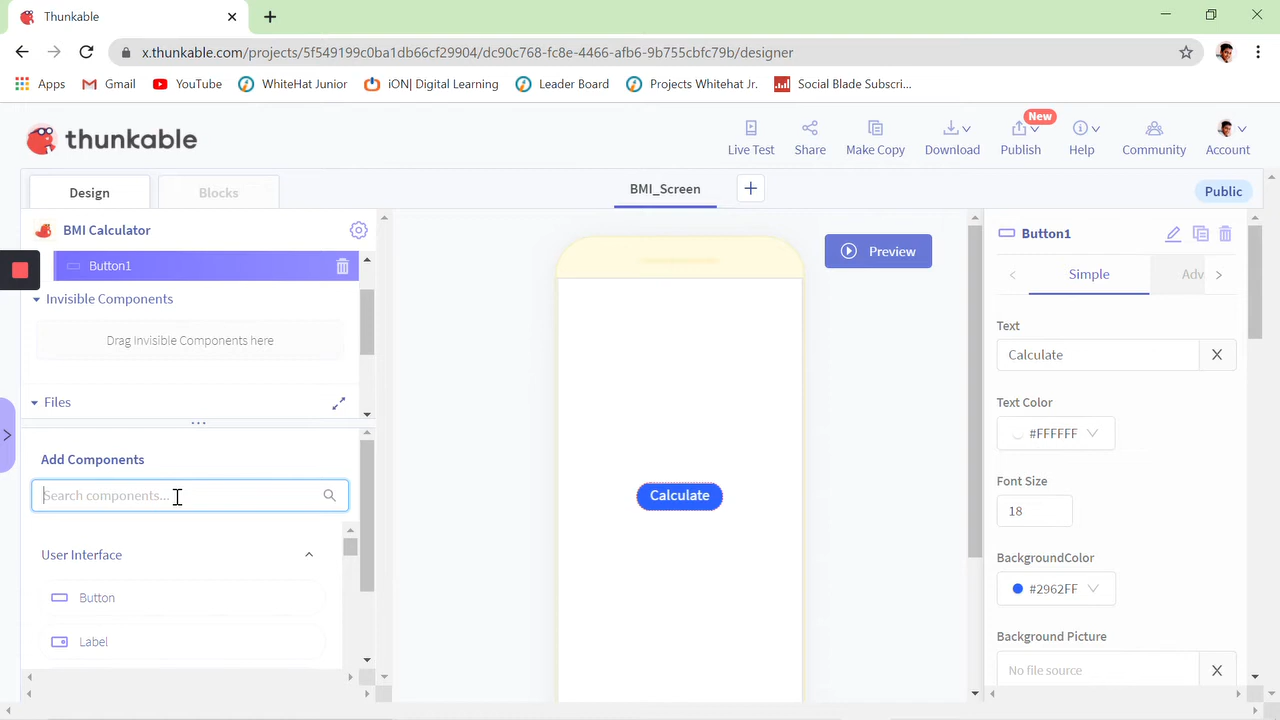 Thunkable
x.thunkable.com/projects/5f549199c0ba1db66cf29904/dc90c768-fc8e-4466-afb6-9b755cbfc79b/designer
Apps Gmail YouTube WhiteHat Junior iON| Digital Learning Leader Board Projects Whitehat Jr. Social Blade Subscri...
thunkable
New
Live Test Share Make Copy Download Publish Help Community Account
Design Blocks
BMI_Screen
Public
BMI Calculator
Button1
Invisible Components
Drag Invisible Components here
Files
Add Components
Search components...
User Interface
Button
Label
Preview
Calculate
Button1
Simple Adv
Text
Calculate
Text Color
#FFFFFF
Font Size
18
BackgroundColor
#2962FF
Background Picture
No file source